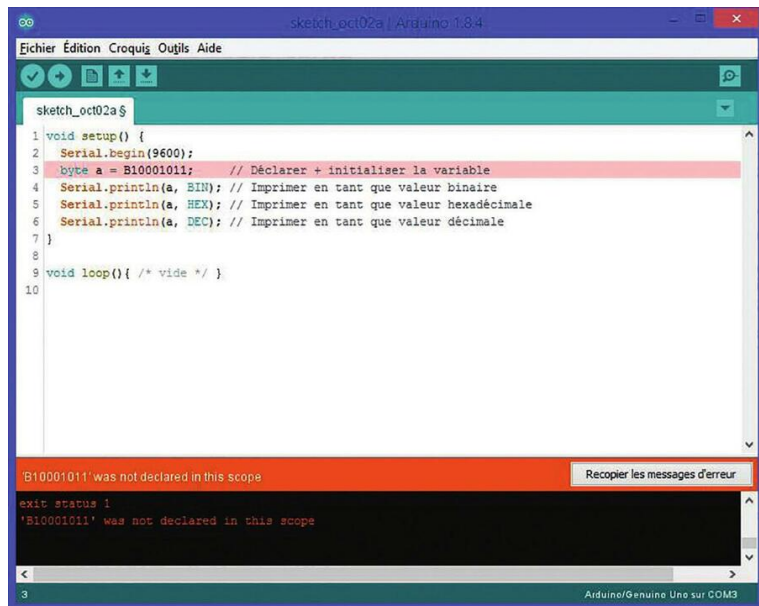 sketch_oct02a | Arduino 1.8.4
Fichier Édition Croquis Outils Aide
sketch_oct02a §
1 void setup() {
2 Serial.begin(9600);
3 byte a = B10001011; // Déclarer + initialiser la variable
4 Serial.println(a, BIN); // Imprimer en tant que valeur binaire
5 Serial.println(a, HEX); // Imprimer en tant que valeur hexadécimale
6 Serial.println(a, DEC); // Imprimer en tant que valeur décimale
7 }
8
9 void loop(){ /* vide */ }
10
'B10001011' was not declared in this scope
Recopier les messages d'erreur
exit status 1
'B10001011' was not declared in this scope
3
Arduino/Genuino Uno sur COM3